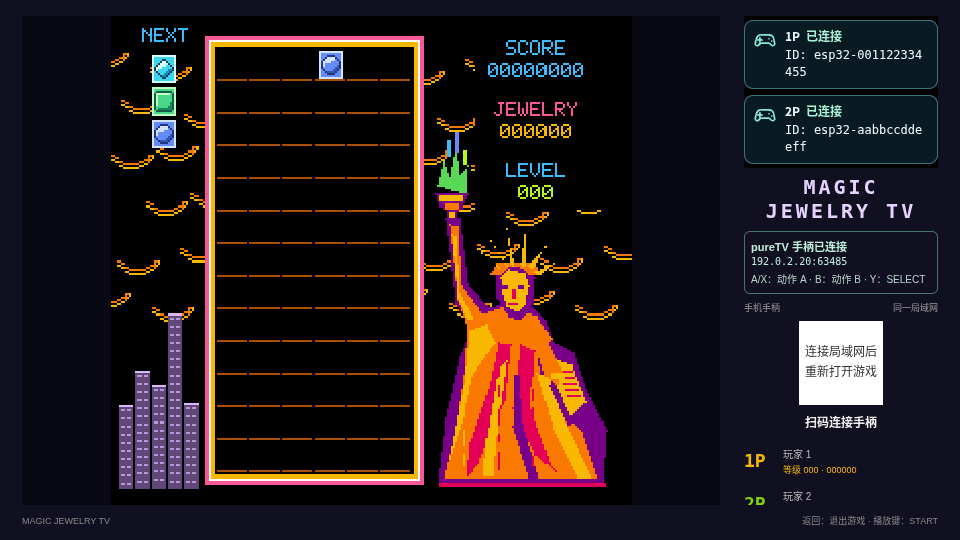 NEXT
SCORE
00000000
JEWELRY
000000
LEVEL
000
1P 已连接
ID: esp32-001122334
455
2P 已连接
ID: esp32-aabbccdde
eff
MAGIC
JEWELRY TV
pureTV 手柄已连接
192.0.2.20:63485
A/X：动作 A · B：动作 B · Y：SELECT
手机手柄 同一局域网
连接局域网后
重新打开游戏
扫码连接手柄
1P 玩家 1
等级 000 · 000000
2P 玩家 2
MAGIC JEWELRY TV
返回：退出游戏 · 播放键：START